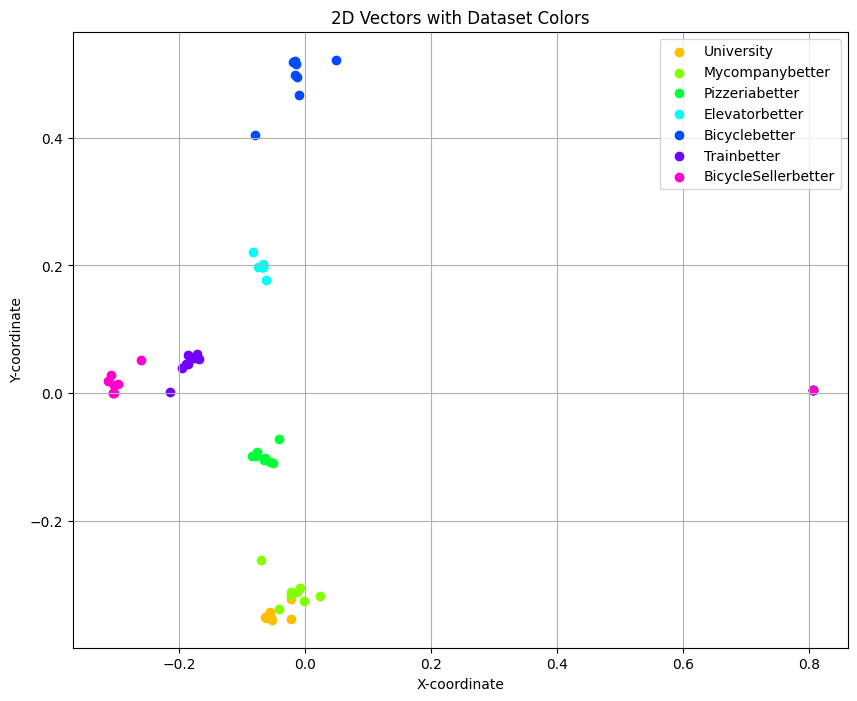 2D Vectors with Dataset Colors
University
Mycompanybetter
Pizzeriabetter
Elevatorbetter
Bicyclebetter
Trainbetter
BicycleSellerbetter
0.4
0.2
0.0
−0.2
Y-coordinate
−0.2
0.0
0.2
0.4
0.6
0.8
X-coordinate